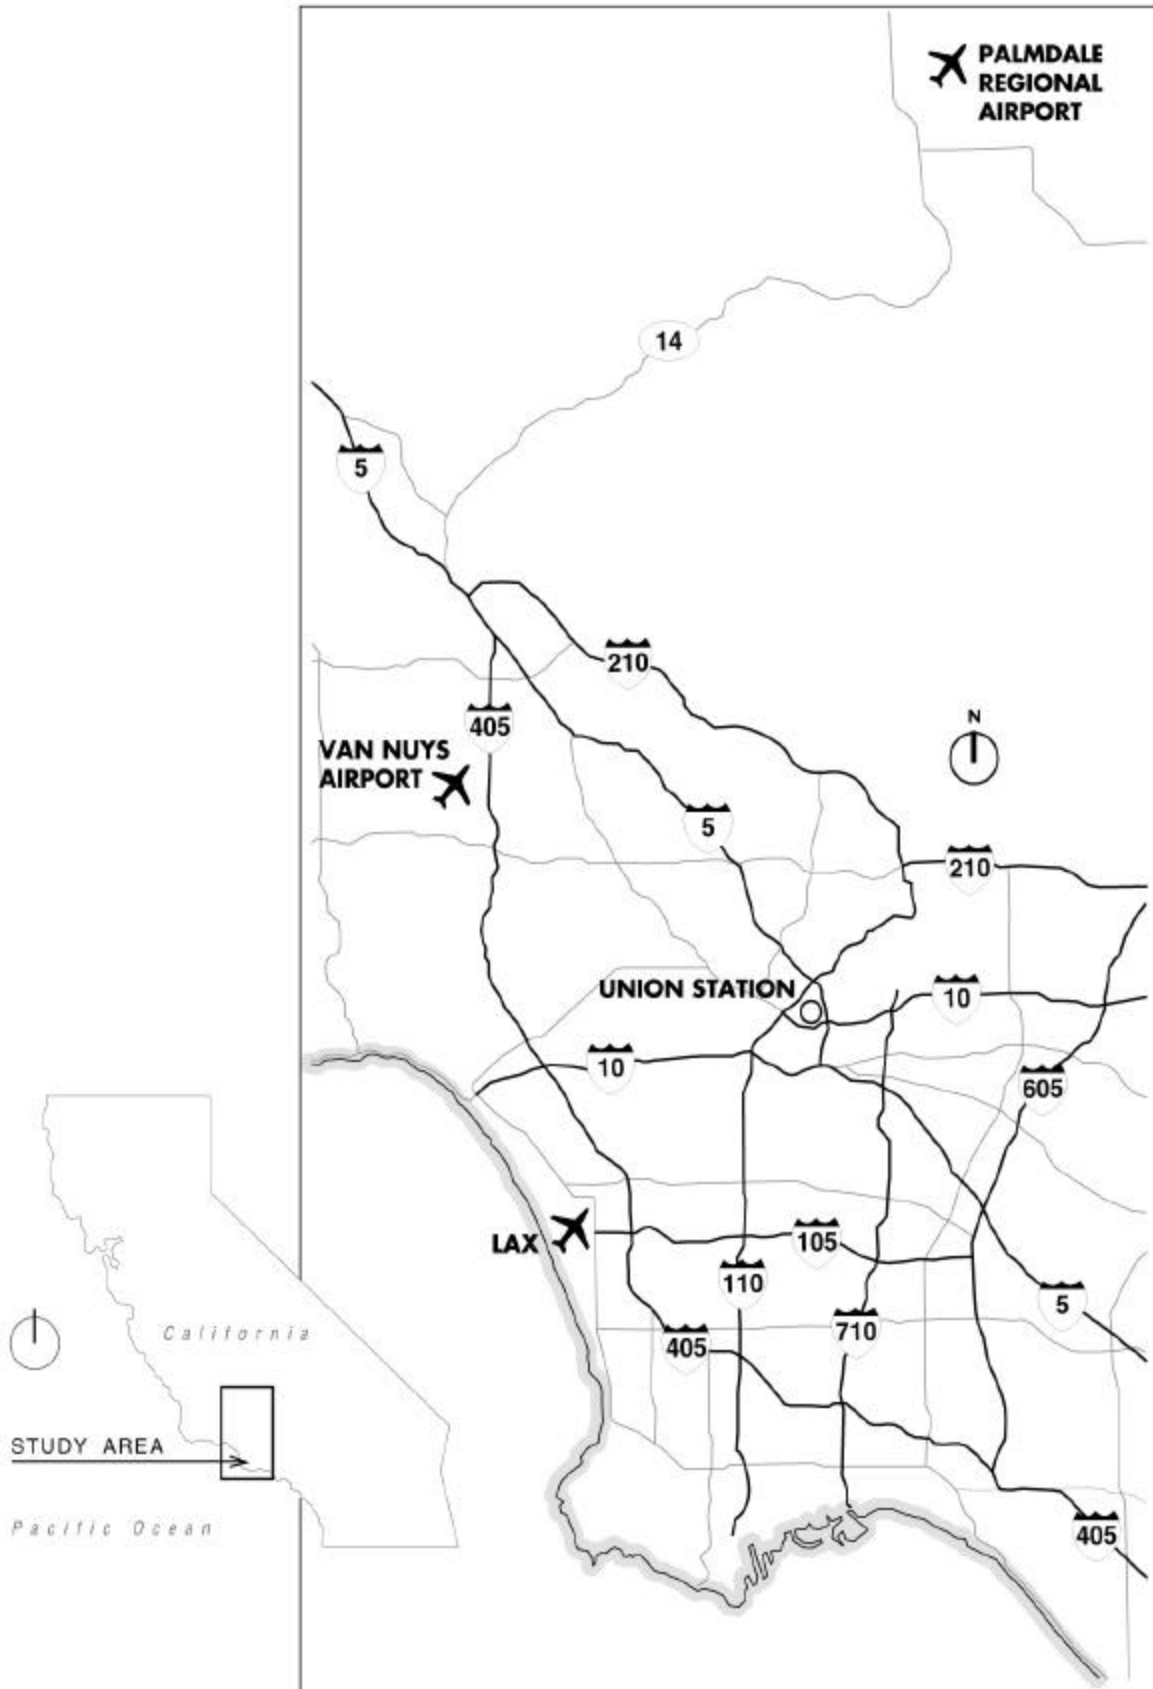 PALMDALE
REGIONAL
AIRPORT
14
5
210
405
N
VAN NUYS
AIRPORT
5
210
UNION STATION
10
10
605
LAX
105
110
5
California
710
405
STUDY AREA
Pacific Ocean
405